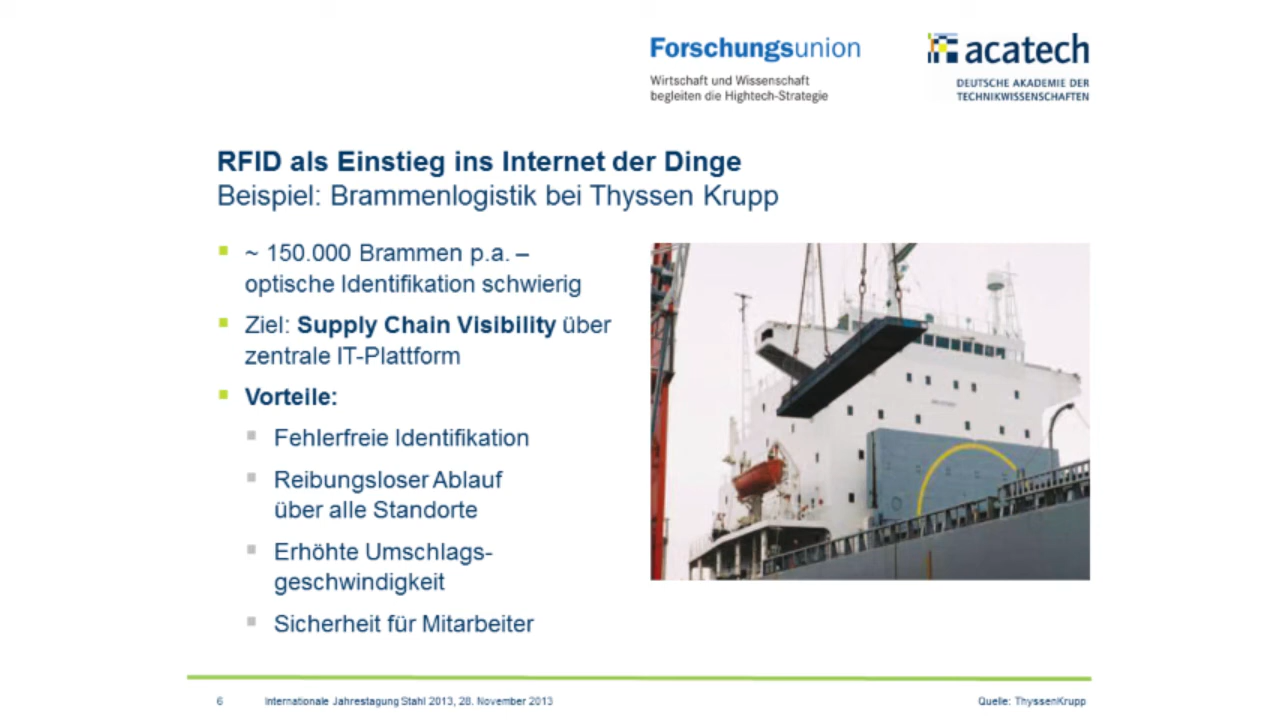 Forschungsunion
Wirtschaft und Wissenschaft
begleiten die Hightech-Strategie
acatech
DEUTSCHE AKADEMIE DER
TECHNIKWISSENSCHAFTEN
RFID als Einstieg ins Internet der Dinge
Beispiel: Brammenlogistik bei Thyssen Krupp
~ 150.000 Brammen p.a. –
optische Identifikation schwierig
Ziel: Supply Chain Visibility über
zentrale IT-Plattform
Vorteile:
Fehlerfreie Identifikation
Reibungsloser Ablauf
über alle Standorte
Erhöhte Umschlags-
geschwindigkeit
Sicherheit für Mitarbeiter
6 Internationale Jahrestagung Stahl 2013, 28. November 2013
Quelle: ThyssenKrupp